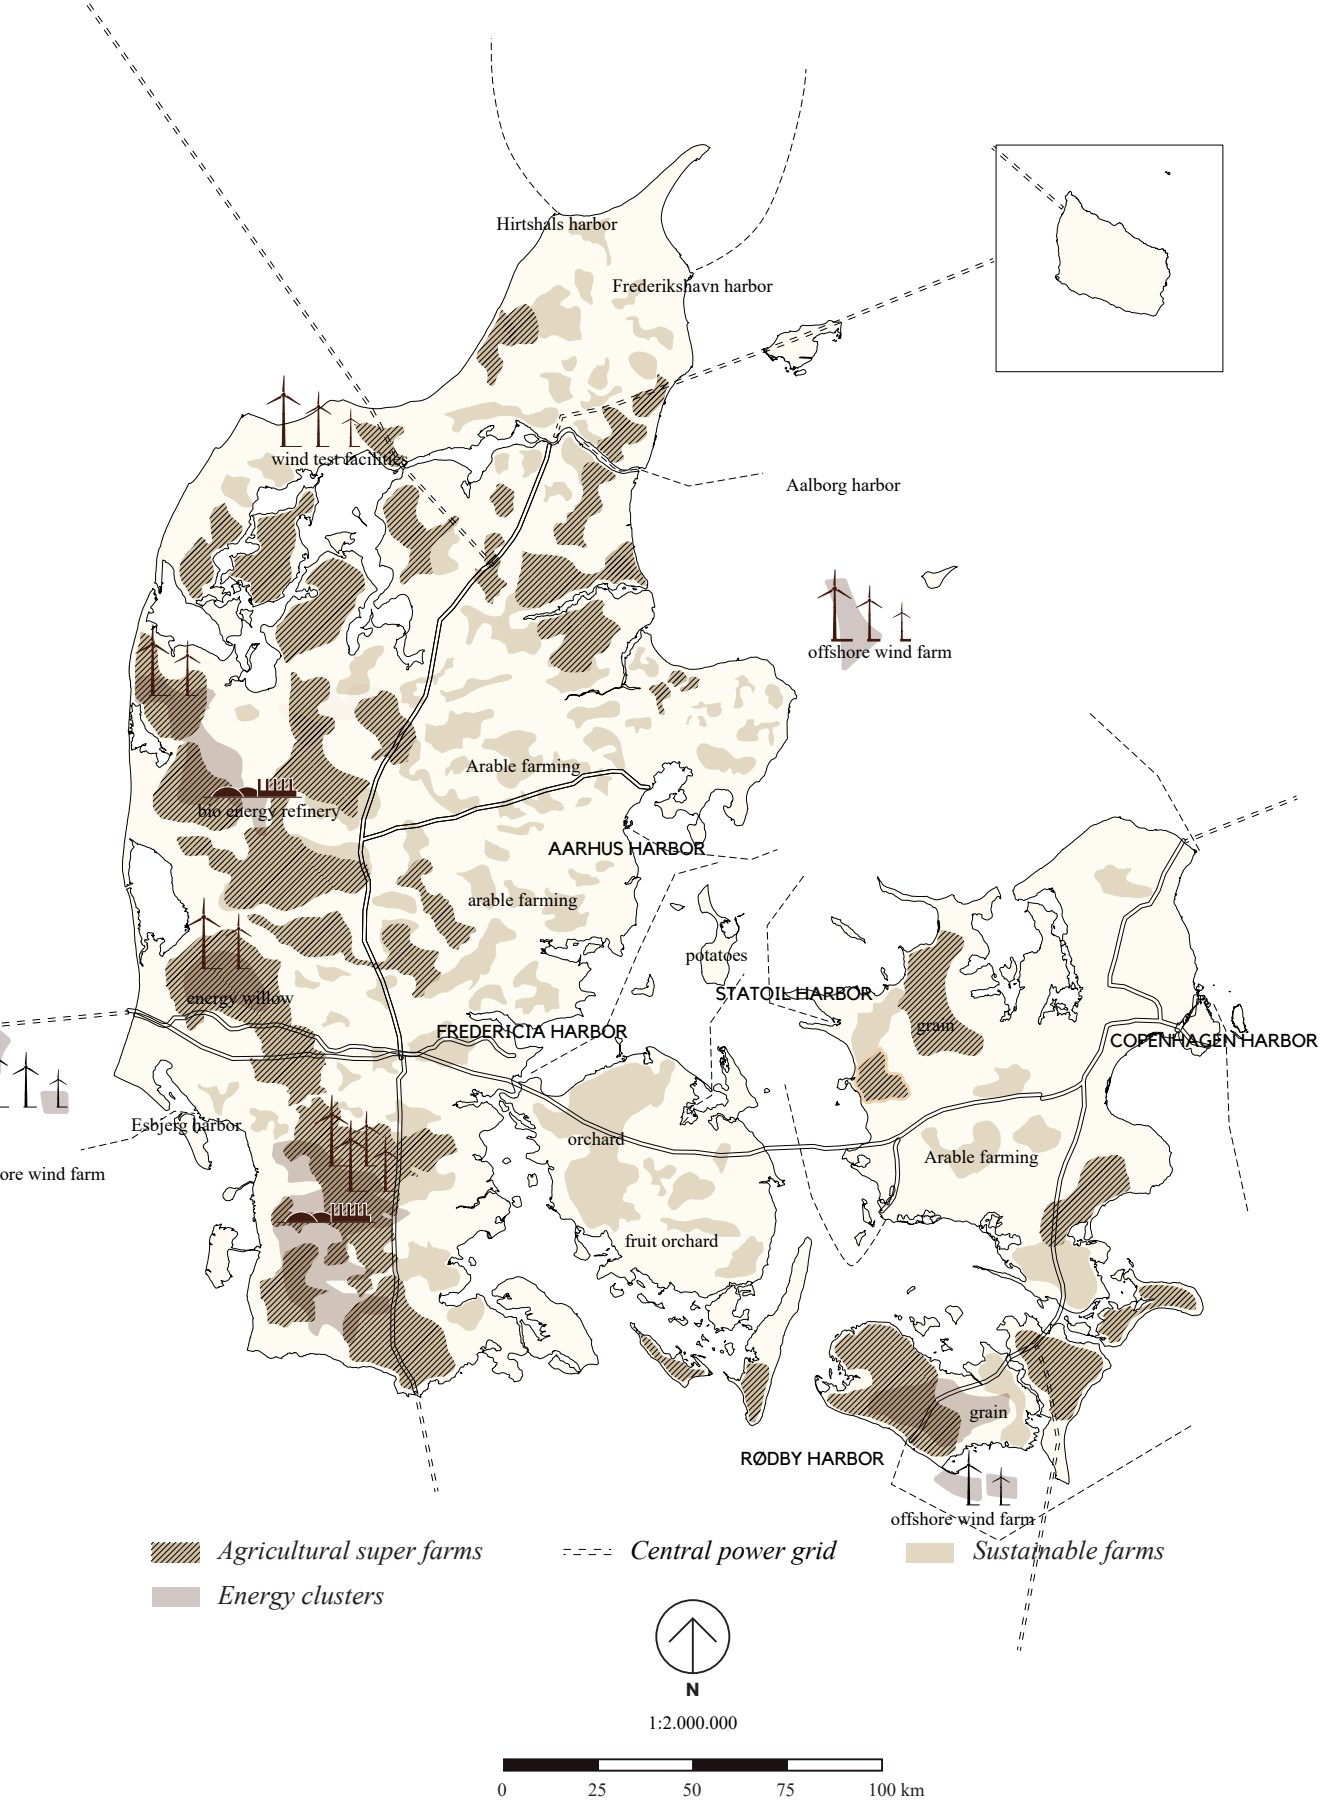 Hirtshals harbor
Frederikshavn harbor
wind test facilities
Aalborg harbor
offshore wind farm
Arable farming
bio energy refinery
AARHUS HARBOR
arable farming
potatoes
energy willow
STATOIL HARBOR
FREDERICIA HARBOR
grain
COPENHAGEN HARBOR
Esbjerg harbor
orchard
Arable farming
ore wind farm
fruit orchard
grain
RØDBY HARBOR
offshore wind farm
Agricultural super farms
Central power grid
Sustainable farms
Energy clusters
N
1:2.000.000
0 25 50 75 100 km